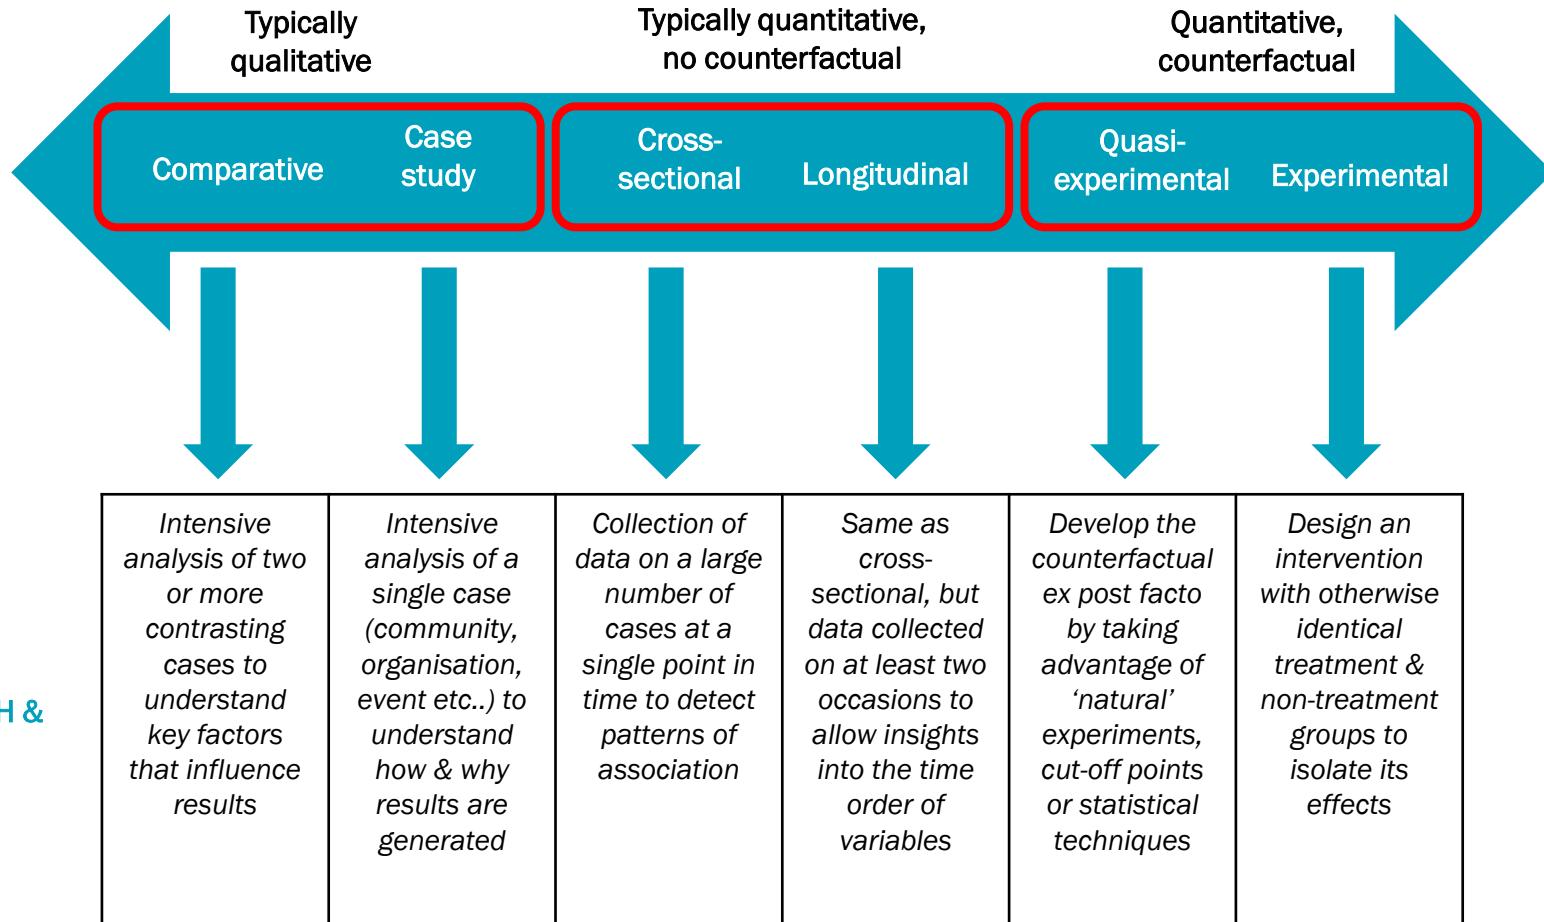 Typically
qualitative
Typically quantitative,
no counterfactual
Quantitative,
counterfactual
Comparative
Case
study
Cross-
sectional
Longitudinal
Quasi-
experimental
Experimental
Intensive
analysis of two
or more
contrasting
cases to
understand
key factors
that influence
results
Intensive
analysis of a
single case
(community,
organisation,
event etc..) to
understand
how & why
results are
generated
Collection of
data on a large
number of
cases at a
single point in
time to detect
patterns of
association
Same as
cross-
sectional, but
data collected
on at least two
occasions to
allow insights
into the time
order of
variables
Develop the
counterfactual
ex post facto
by taking
advantage of
‘natural’
experiments,
cut-off points
or statistical
techniques
Design an
intervention
with otherwise
identical
treatment &
non-treatment
groups to
isolate its
effects
H &